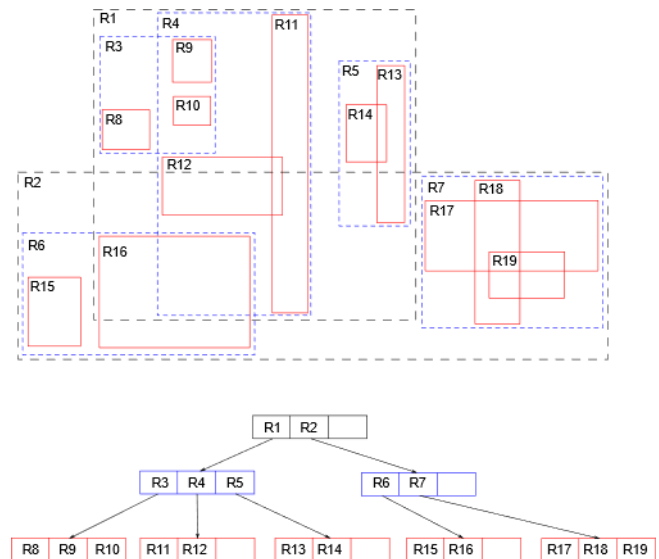 R1 R4 R11
R3 R9
R5 R13
R10
R8 R14
R12
R2 R7 R18
R17
R6
R16 R19
R15
R1 R2
R3 R4 R5 R6 R7
R8 R9 R10 R11 R12 R13 R14 R15 R16 R17 R18 R19